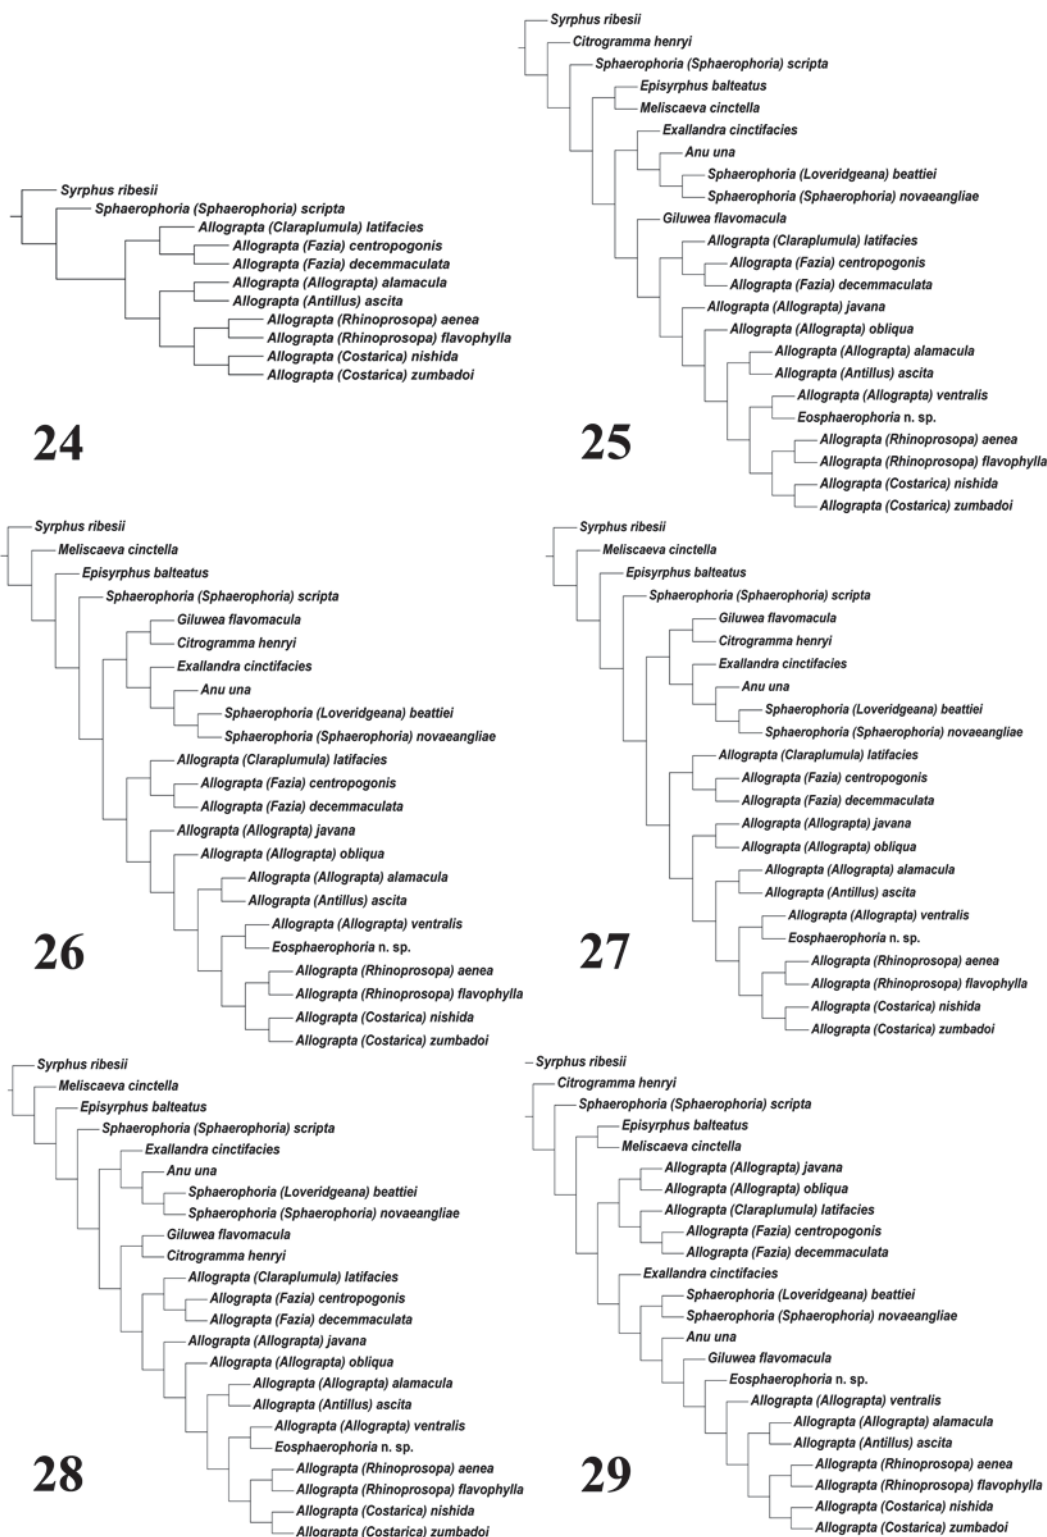 Syrphus ribesii
Sphaerophoria (Sphaerophoria) scripta
Allograpta (Claraplumula) latifacies
Allograpta (Fazia) centropogonis
Allograpta (Fazia) decemmaculata
Allograpta (Allograpta) alamacula
Allograpta (Antillus) ascita
Allograpta (Rhinoprosopa) aenea
Allograpta (Rhinoprosopa) flavophylla
Allograpta (Costarica) nishida
Allograpta (Costarica) zumbadoi
24
Syrphus ribesii
Citrogramma henryi
Sphaerophoria (Sphaerophoria) scripta
Episyrphus balteatus
Meliscaeva cinctella
Exallandra cinctifacies
Anu una
Sphaerophoria (Loveridgeana) beattiei
Sphaerophoria (Sphaerophoria) novaeangliae
Giluwea flavomacula
Allograpta (Claraplumula) latifacies
Allograpta (Fazia) centropogonis
Allograpta (Fazia) decemmaculata
Allograpta (Allograpta) javana
Allograpta (Allograpta) obliqua
Allograpta (Allograpta) alamacula
Allograpta (Antillus) ascita
Allograpta (Allograpta) ventralis
Eosphaerophoria n. sp.
Allograpta (Rhinoprosopa) aenea
Allograpta (Rhinoprosopa) flavophylla
Allograpta (Costarica) nishida
Allograpta (Costarica) zumbadoi
25
Syrphus ribesii
Meliscaeva cinctella
Episyrphus balteatus
Sphaerophoria (Sphaerophoria) scripta
Giluwea flavomacula
Citrogramma henryi
Exallandra cinctifacies
Anu una
Sphaerophoria (Loveridgeana) beattiei
Sphaerophoria (Sphaerophoria) novaeangliae
Allograpta (Claraplumula) latifacies
Allograpta (Fazia) centropogonis
Allograpta (Fazia) decemmaculata
Allograpta (Allograpta) javana
Allograpta (Allograpta) obliqua
Allograpta (Allograpta) alamacula
Allograpta (Antillus) ascita
Allograpta (Allograpta) ventralis
Eosphaerophoria n. sp.
Allograpta (Rhinoprosopa) aenea
Allograpta (Rhinoprosopa) flavophylla
Allograpta (Costarica) nishida
Allograpta (Costarica) zumbadoi
26
Syrphus ribesii
Meliscaeva cinctella
Episyrphus balteatus
Sphaerophoria (Sphaerophoria) scripta
Giluwea flavomacula
Citrogramma henryi
Exallandra cinctifacies
Anu una
Sphaerophoria (Loveridgeana) beattiei
Sphaerophoria (Sphaerophoria) novaeangliae
Allograpta (Claraplumula) latifacies
Allograpta (Fazia) centropogonis
Allograpta (Fazia) decemmaculata
Allograpta (Allograpta) javana
Allograpta (Allograpta) obliqua
Allograpta (Allograpta) alamacula
Allograpta (Antillus) ascita
Allograpta (Allograpta) ventralis
Eosphaerophoria n. sp.
Allograpta (Rhinoprosopa) aenea
Allograpta (Rhinoprosopa) flavophylla
Allograpta (Costarica) nishida
Allograpta (Costarica) zumbadoi
27
Syrphus ribesii
Meliscaeva cinctella
Episyrphus balteatus
Sphaerophoria (Sphaerophoria) scripta
Exallandra cinctifacies
Anu una
Sphaerophoria (Loveridgeana) beattiei
Sphaerophoria (Sphaerophoria) novaeangliae
Giluwea flavomacula
Citrogramma henryi
Allograpta (Claraplumula) latifacies
Allograpta (Fazia) centropogonis
Allograpta (Fazia) decemmaculata
Allograpta (Allograpta) javana
Allograpta (Allograpta) obliqua
Allograpta (Allograpta) alamacula
Allograpta (Antillus) ascita
Allograpta (Allograpta) ventralis
Eosphaerophoria n. sp.
Allograpta (Rhinoprosopa) aenea
Allograpta (Rhinoprosopa) flavophylla
Allograpta (Costarica) nishida
Allograpta (Costarica) zumbadoi
28
Syrphus ribesii
Citrogramma henryi
Sphaerophoria (Sphaerophoria) scripta
Episyrphus balteatus
Meliscaeva cinctella
Allograpta (Allograpta) javana
Allograpta (Allograpta) obliqua
Allograpta (Claraplumula) latifacies
Allograpta (Fazia) centropogonis
Allograpta (Fazia) decemmaculata
Exallandra cinctifacies
Sphaerophoria (Loveridgeana) beattiei
Sphaerophoria (Sphaerophoria) novaeangliae
Anu una
Giluwea flavomacula
Eosphaerophoria n. sp.
Allograpta (Allograpta) ventralis
Allograpta (Allograpta) alamacula
Allograpta (Antillus) ascita
Allograpta (Rhinoprosopa) aenea
Allograpta (Rhinoprosopa) flavophylla
Allograpta (Costarica) nishida
Allograpta (Costarica) zumbadoi
29